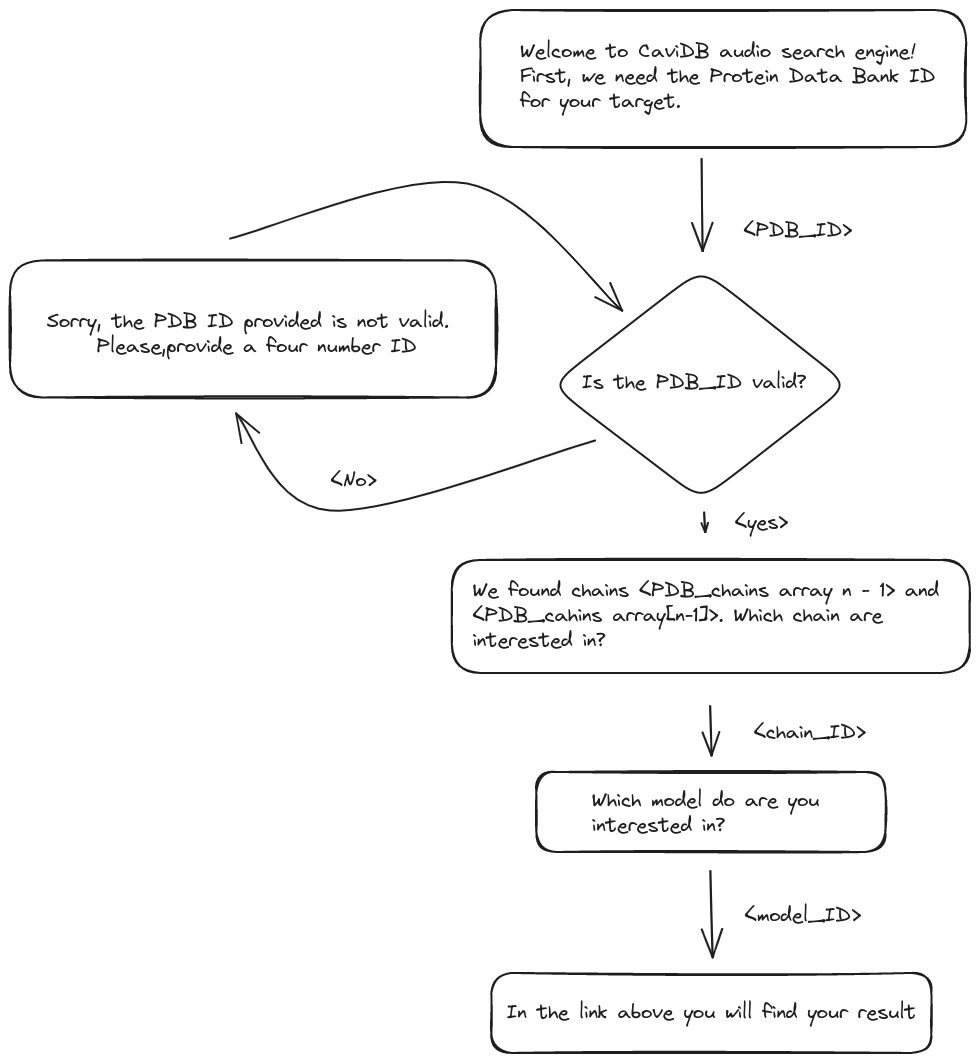 Welcome to CaviDB audio search engine!
First, we need the Protein Data Bank ID
for your target.
<PDB_ID>
Sorry, the PDB ID provided is not valid.
Please,provide a four number ID
Is the PDB_ID valid?
<No>
<yes>
We found chains <PDB_chains array n - 1> and
<PDB_cahins array[n-1]>. Which chain are
interested in?
<chain_ID>
Which model do are you
interested in?
<model_ID>
In the link above you will find your result